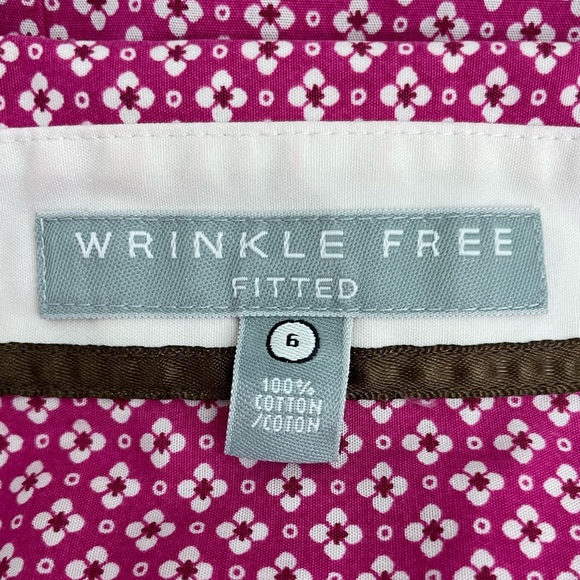 WRINKLE FREE
FITTED
6
100%
COTTON
/COTON